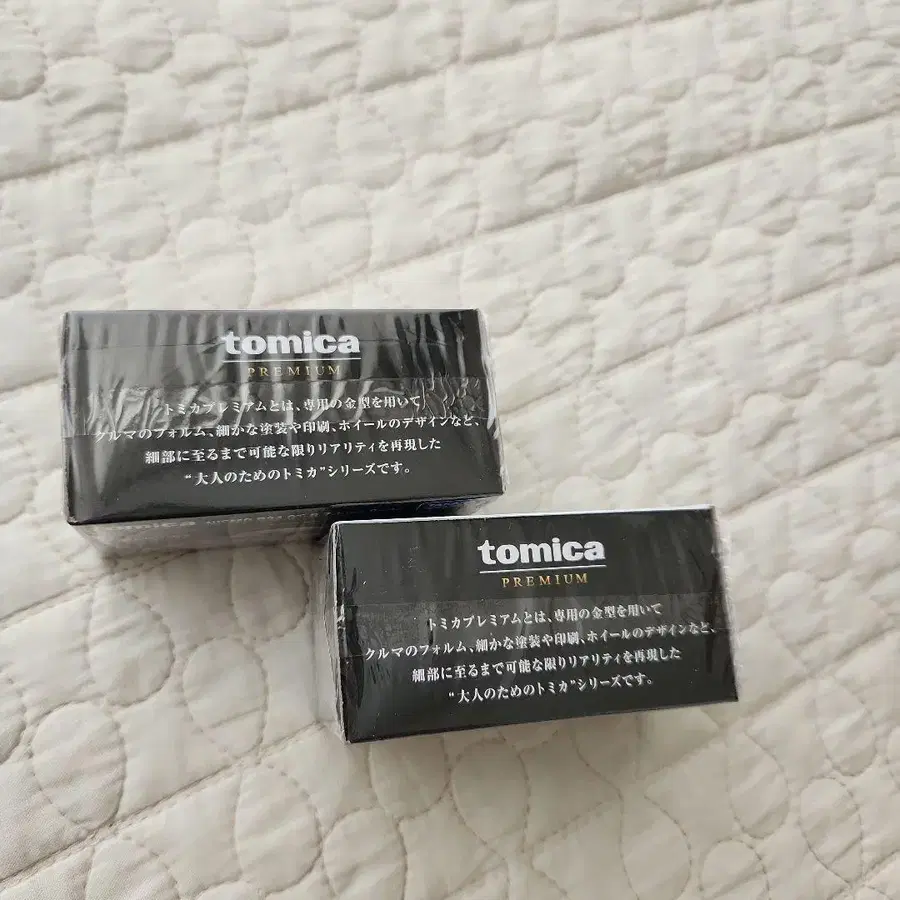 tomica
PREMIUM
トミカプレミアムとは、専用の金型を用いて
クルマのフォルム、細かな塗装や印刷、ホイールのデザインなど、
細部に至るまで可能な限りリアリティを再現した
“大人のためのトミカ”シリーズです。
tomica
tomica
PREMIUM
トミカプレミアムとは、専用の金型を用いて
クルマのフォルム、細かな塗装や印刷、ホイールのデザインなど、
細部に至るまで可能な限りリアリティを再現した
“大人のためのトミカ”シリーズです。